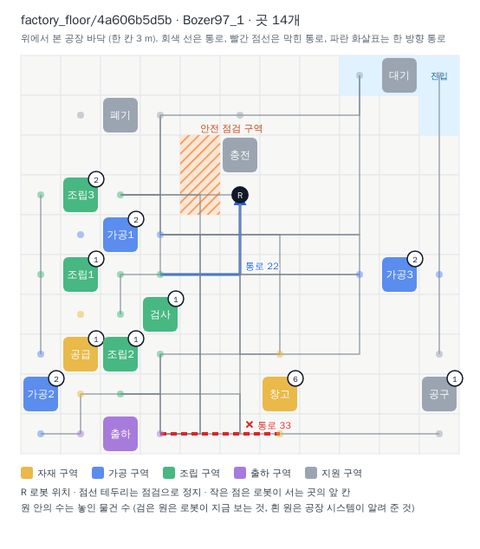 factory_floor/4a606b5d5b · Bozer97_1 · 곳 14개
위에서 본 공장 바닥 (한 칸 3 m). 회색 선은 통로, 빨간 점선은 막힌 통로, 파란 화살표는 한 방향 통로
대기
폐기
안전 점검 구역
충전
2
조립3
R
2
가공1
통로 22
1
조립1
2
가공3
1
검사
1
공급
1
조립2
2
가공2
6
창고
1
공구
출하
✖ 통로 33
자재 구역
가공 구역
조립 구역
출하 구역
지원 구역
R 로봇 위치 · 점선 테두리는 점검으로 정지 · 작은 점은 로봇이 서는 곳의 앞 칸
원 안의 수는 놓인 물건 수 (검은 원은 로봇이 지금 보는 것, 흰 원은 공장 시스템이 알려 준 것)